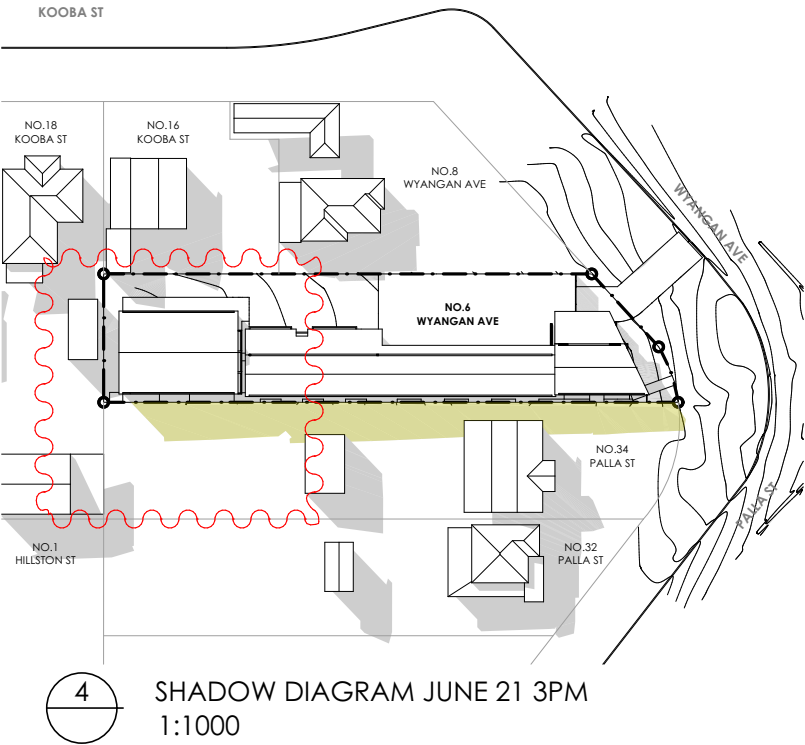 KOOBA ST
NO.18
KOOBA ST
NO.16
KOOBA ST
NO.8
WYANGAN AVE
WYANGAN AVE
NO.6
WYANGAN AVE
NO.34
PALLA ST
PALLA ST
NO.1
HILLSTON ST
NO.32
PALLA ST
4
SHADOW DIAGRAM JUNE 21 3PM
1:1000